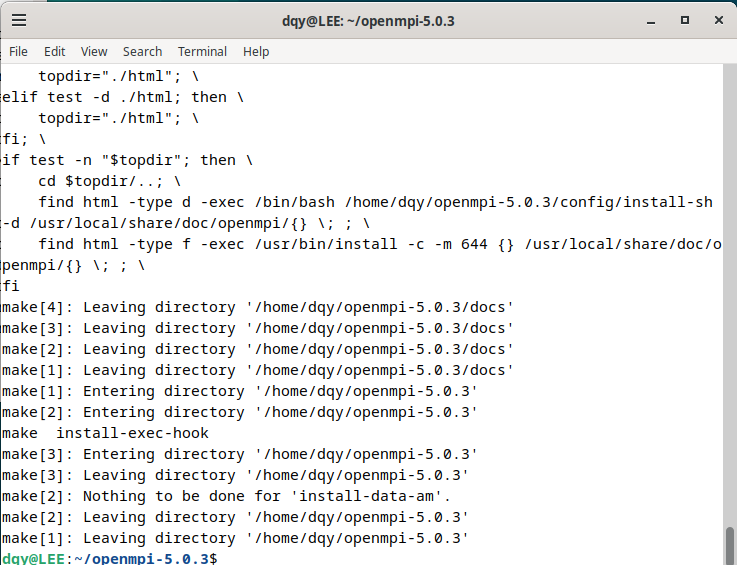 dqy@LEE: ~/openmpi-5.0.3
File Edit View Search Terminal Help
topdir="./html"; \
elif test -d ./html; then \
topdir="./html"; \
fi; \
if test -n "$topdir"; then \
cd $topdir/..; \
find html -type d -exec /bin/bash /home/dqy/openmpi-5.0.3/config/install-sh
-d /usr/local/share/doc/openmpi/{} \; ; \
find html -type f -exec /usr/bin/install -c -m 644 {} /usr/local/share/doc/o
penmpi/{} \; ; \
fi
make[4]: Leaving directory '/home/dqy/openmpi-5.0.3/docs'
make[3]: Leaving directory '/home/dqy/openmpi-5.0.3/docs'
make[2]: Leaving directory '/home/dqy/openmpi-5.0.3/docs'
make[1]: Leaving directory '/home/dqy/openmpi-5.0.3/docs'
make[1]: Entering directory '/home/dqy/openmpi-5.0.3'
make[2]: Entering directory '/home/dqy/openmpi-5.0.3'
make  install-exec-hook
make[3]: Entering directory '/home/dqy/openmpi-5.0.3'
make[3]: Leaving directory '/home/dqy/openmpi-5.0.3'
make[2]: Nothing to be done for 'install-data-am'.
make[2]: Leaving directory '/home/dqy/openmpi-5.0.3'
make[1]: Leaving directory '/home/dqy/openmpi-5.0.3'
dqy@LEE:~/openmpi-5.0.3$